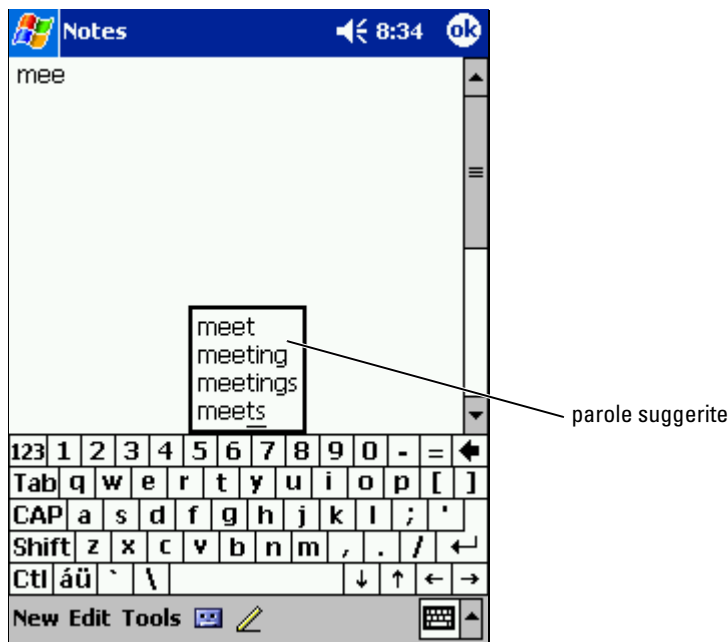 Notes 8:34 ok
mee
meet
meeting
meetings
meets
parole suggerite
123 1 2 3 4 5 6 7 8 9 0 - =
Tab q w e r t y u i o p [ ]
CAP a s d f g h j k l ; '
Shift z x c v b n m , . /
Ctl áü ` \ ↓ ↑ ← →
New Edit Tools